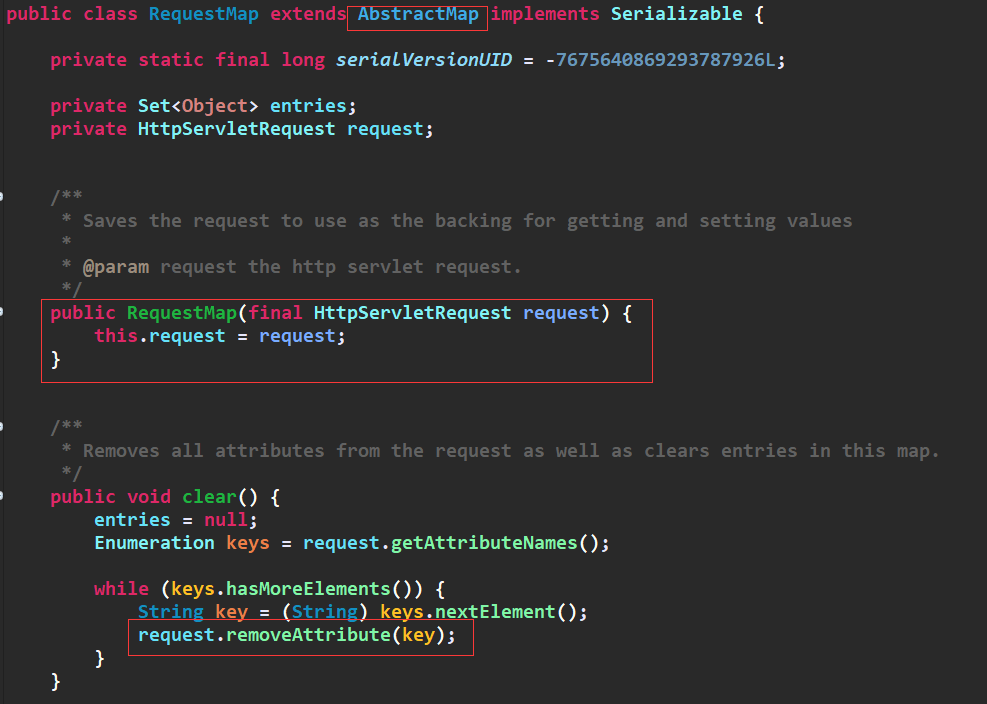 public class RequestMap extends AbstractMap implements Serializable {
private static final long serialVersionUID = -7675640869293787926L;
private Set<Object> entries;
private HttpServletRequest request;
/**
* Saves the request to use as the backing for getting and setting values
*
* @param request the http servlet request.
*/
public RequestMap(final HttpServletRequest request) {
this.request = request;
}
/**
* Removes all attributes from the request as well as clears entries in this map.
*/
public void clear() {
entries = null;
Enumeration keys = request.getAttributeNames();
while (keys.hasMoreElements()) {
String key = (String) keys.nextElement();
request.removeAttribute(key);
}
}